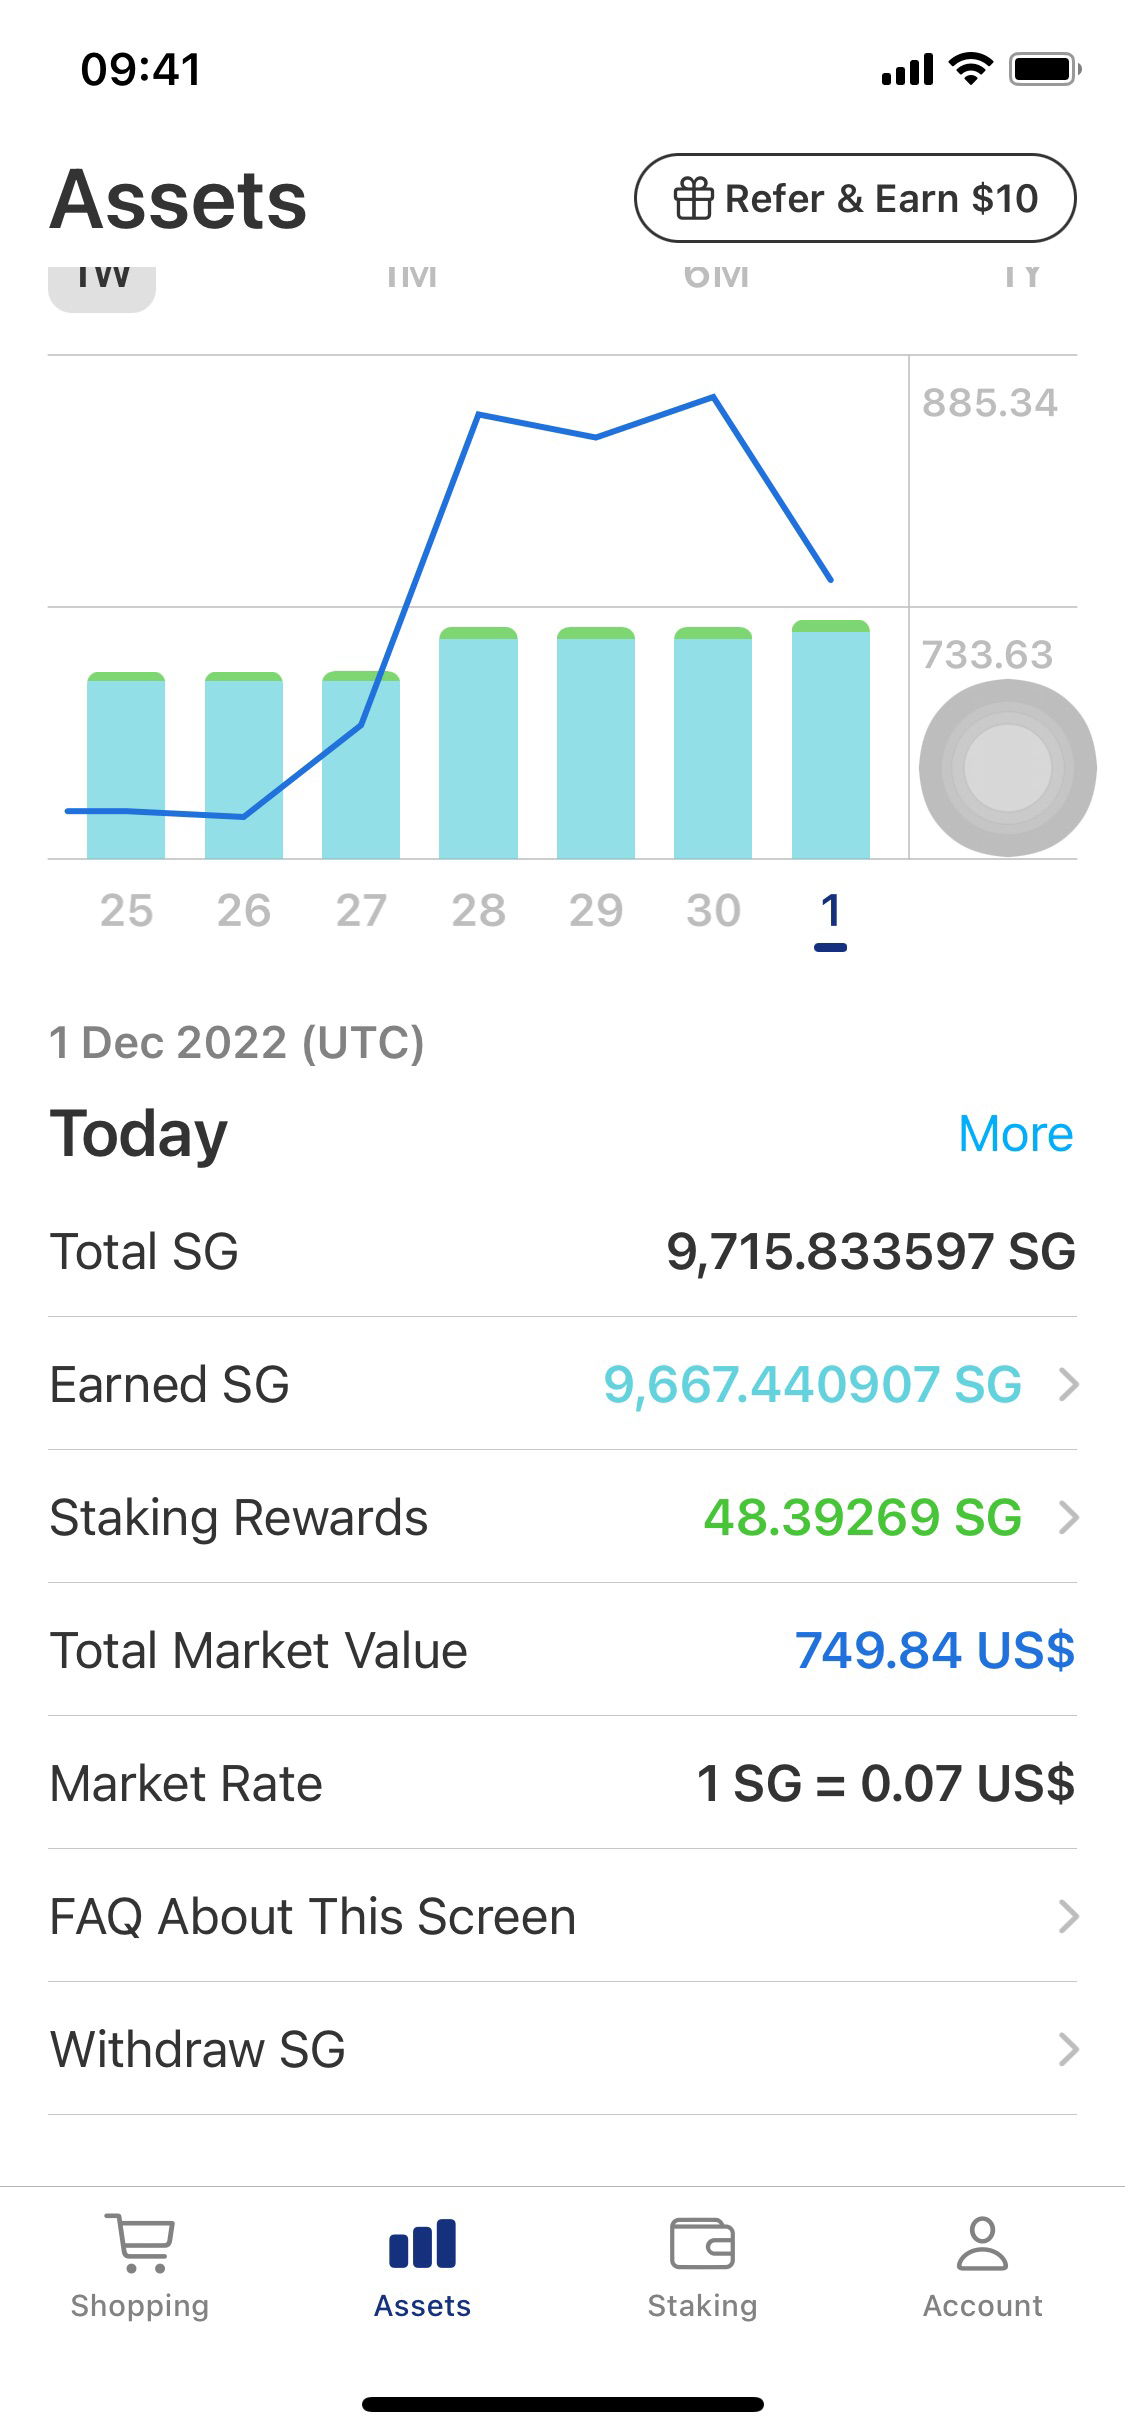 09:41
Assets
Refer & Earn $10
1W 1M 6M 1Y
885.34
733.63
25 26 27 28 29 30 1
1 Dec 2022 (UTC)
Today More
Total SG 9,715.833597 SG
Earned SG 9,667.440907 SG
Staking Rewards 48.39269 SG
Total Market Value 749.84 US$
Market Rate 1 SG = 0.07 US$
FAQ About This Screen
Withdraw SG
Shopping Assets Staking Account